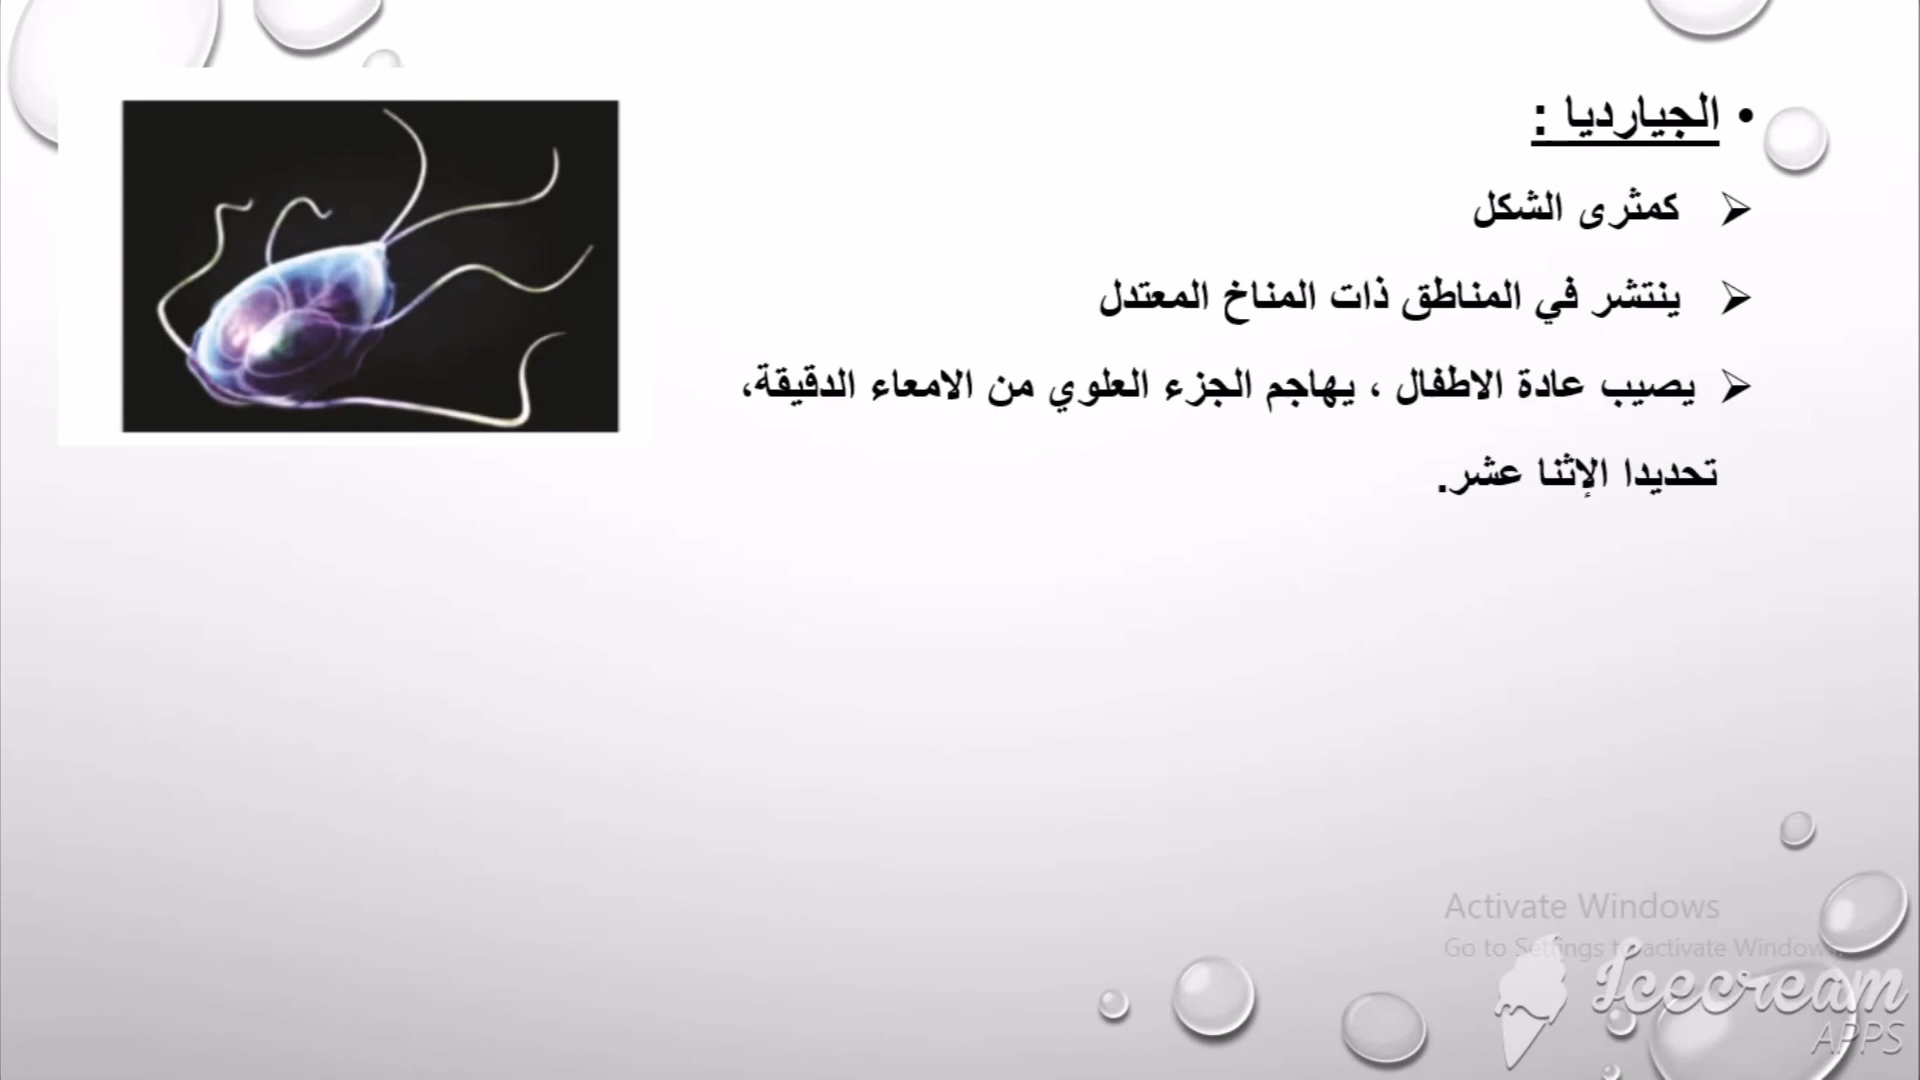 • الجيارديا :
كمثرى الشكل
ينتشر في المناطق ذات المناخ المعتدل
يصيب عادة الاطفال ، يهاجم الجزء العلوي من الامعاء الدقيقة،
تحديدا الإثنا عشر.
Activate Windows
Go to Settings to activate Windows.
Icecream
APPS